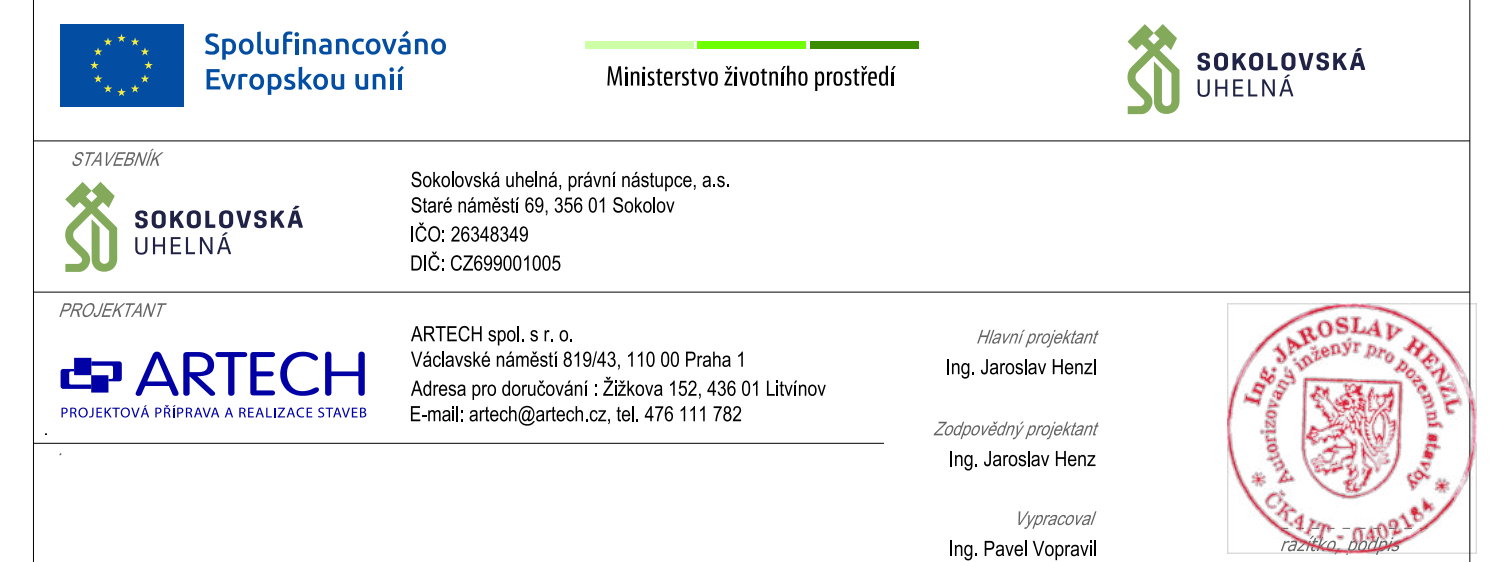 Spolufinancováno
Evropskou unií
Ministerstvo životního prostředí
SOKOLOVSKÁ
UHELNÁ
STAVEBNÍK
SOKOLOVSKÁ
UHELNÁ
Sokolovská uhelná, právní nástupce, a.s.
Staré náměstí 69, 356 01 Sokolov
IČO: 26348349
DIČ: CZ699001005
PROJEKTANT
ARTECH
PROJEKTOVÁ PŘÍPRAVA A REALIZACE STAVEB
ARTECH spol. s r. o.
Václavské náměstí 819/43, 110 00 Praha 1
Adresa pro doručování : Žižkova 152, 436 01 Litvínov
E-mail: artech@artech.cz, tel. 476 111 782
Hlavní projektant
Ing. Jaroslav Henzl
Zodpovědný projektant
Ing. Jaroslav Henz
Vypracoval
Ing. Pavel Vopravil
Ing. JAROSLAV HENZL
Autorizovaný inženýr pro pozemní stavby
* ČKAIT - 0402184 *
razítko, podpis